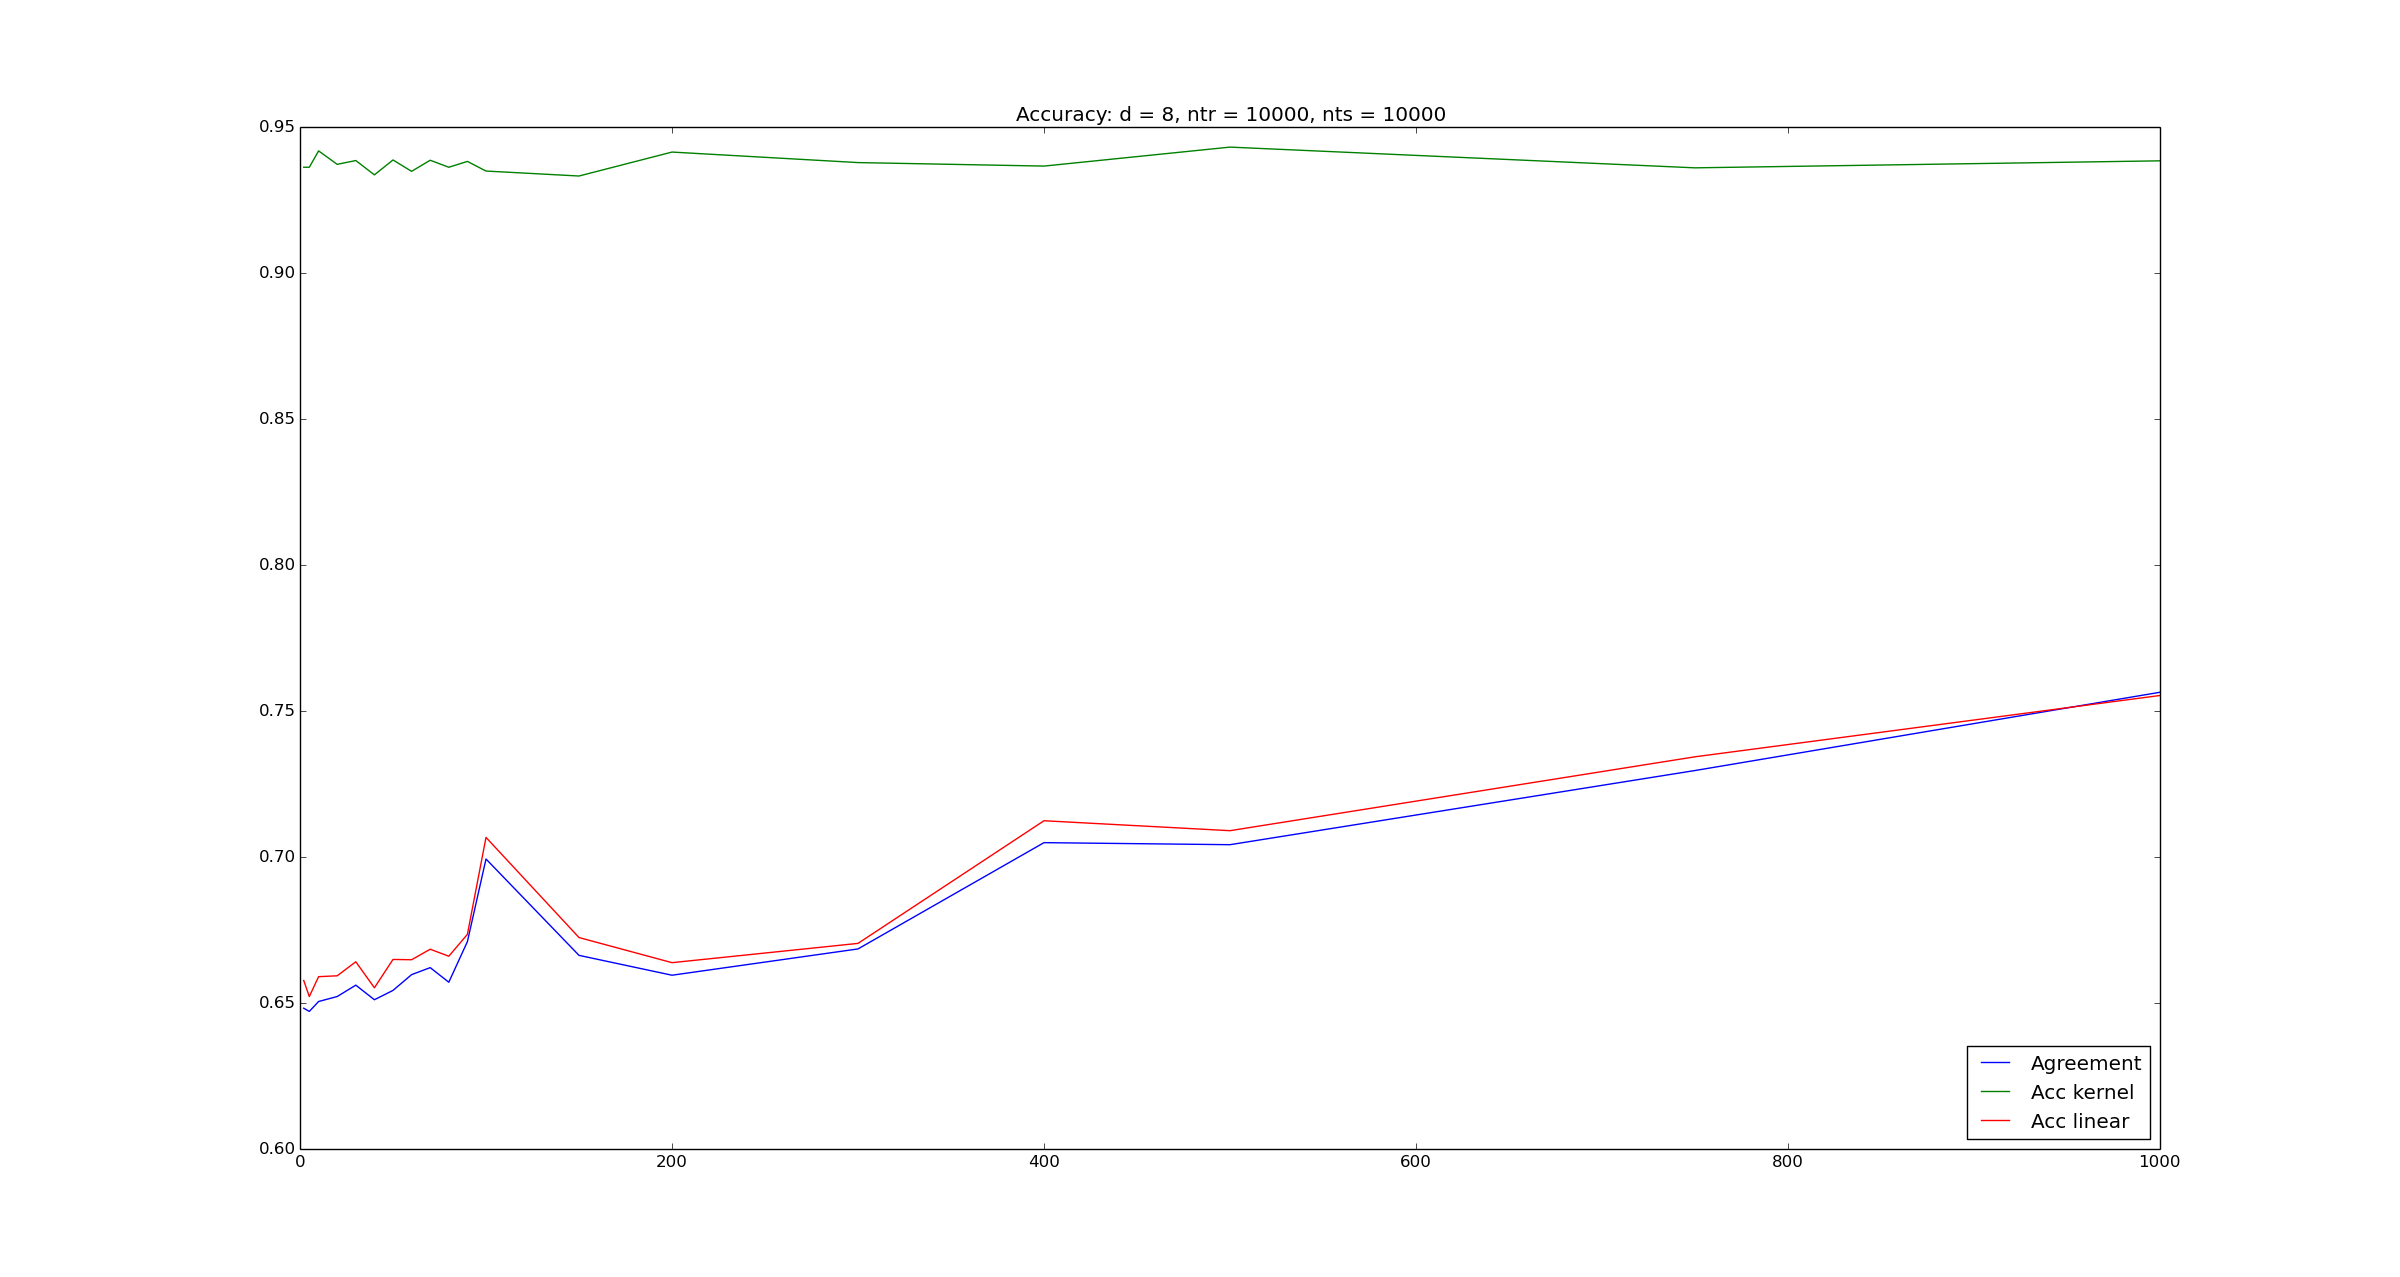 Accuracy: d = 8, ntr = 10000, nts = 10000
0.95
0.90
0.85
0.80
0.75
0.70
0.65
0.60
0 200 400 600 800 1000
Agreement
Acc kernel
Acc linear